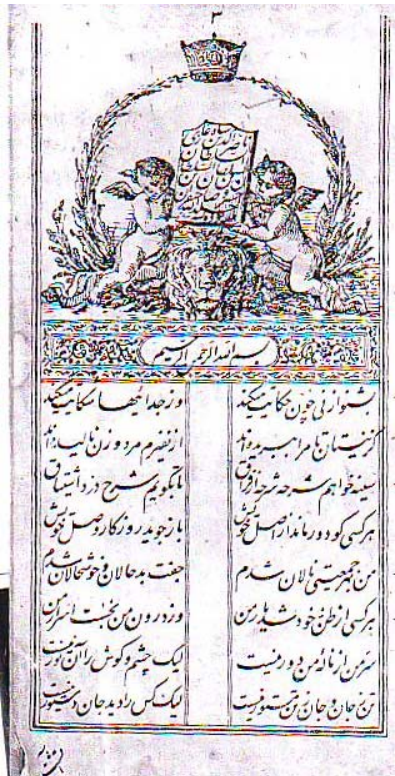 ۳
ناصرالدین شاه غازی
بسم الله الرحمن الرحیم
بشنو از نی چون حکایت میکند وز جدائیها شکایت میکند
کز نیستان تا مرا ببریده اند از نفیرم مرد و زن نالیده اند
سینه خواهم شرحه شرحه از فراق تا بگویم شرح درد اشتیاق
هر کسی کو دور ماند از اصل خویش باز جوید روزگار وصل خویش
من بهر جمعیتی نالان شدم جفت بدحالان و خوشحالان شدم
هر کسی از ظن خود شد یار من وز درون من نجست اسرار من
سر من از ناله من دور نیست لیک چشم و گوش را آن نور نیست
تن ز جان و جان ز تن مستور نیست لیک کس را دید جان دستور نیست